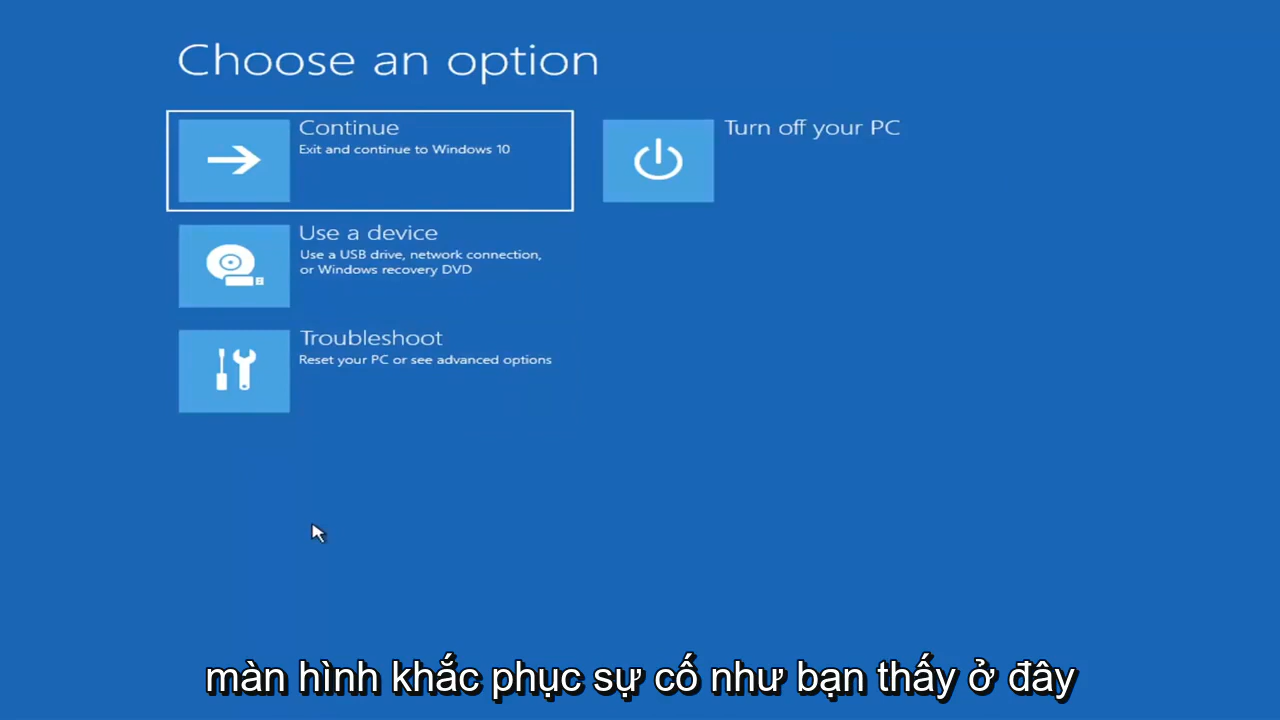 Choose an option
Continue
Exit and continue to Windows 10
Turn off your PC
Use a device
Use a USB drive, network connection,
or Windows recovery DVD
Troubleshoot
Reset your PC or see advanced options
màn hình khắc phục sự cố như bạn thấy ở đây